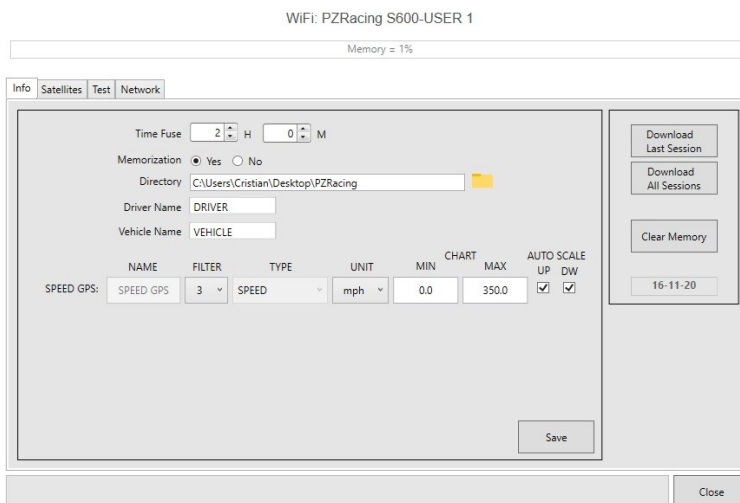 WiFi: PZRacing S600-USER 1
Memory = 1%
Info Satellites Test Network
Time Fuse 2 H 0 M
Memorization Yes No
Directory C:\Users\Cristian\Desktop\PZRacing
Driver Name DRIVER
Vehicle Name VEHICLE
CHART AUTO SCALE
NAME FILTER TYPE UNIT MIN MAX UP DW
SPEED GPS: SPEED GPS 3 SPEED mph 0.0 350.0
Save
Download
Last Session
Download
All Sessions
Clear Memory
16-11-20
Close